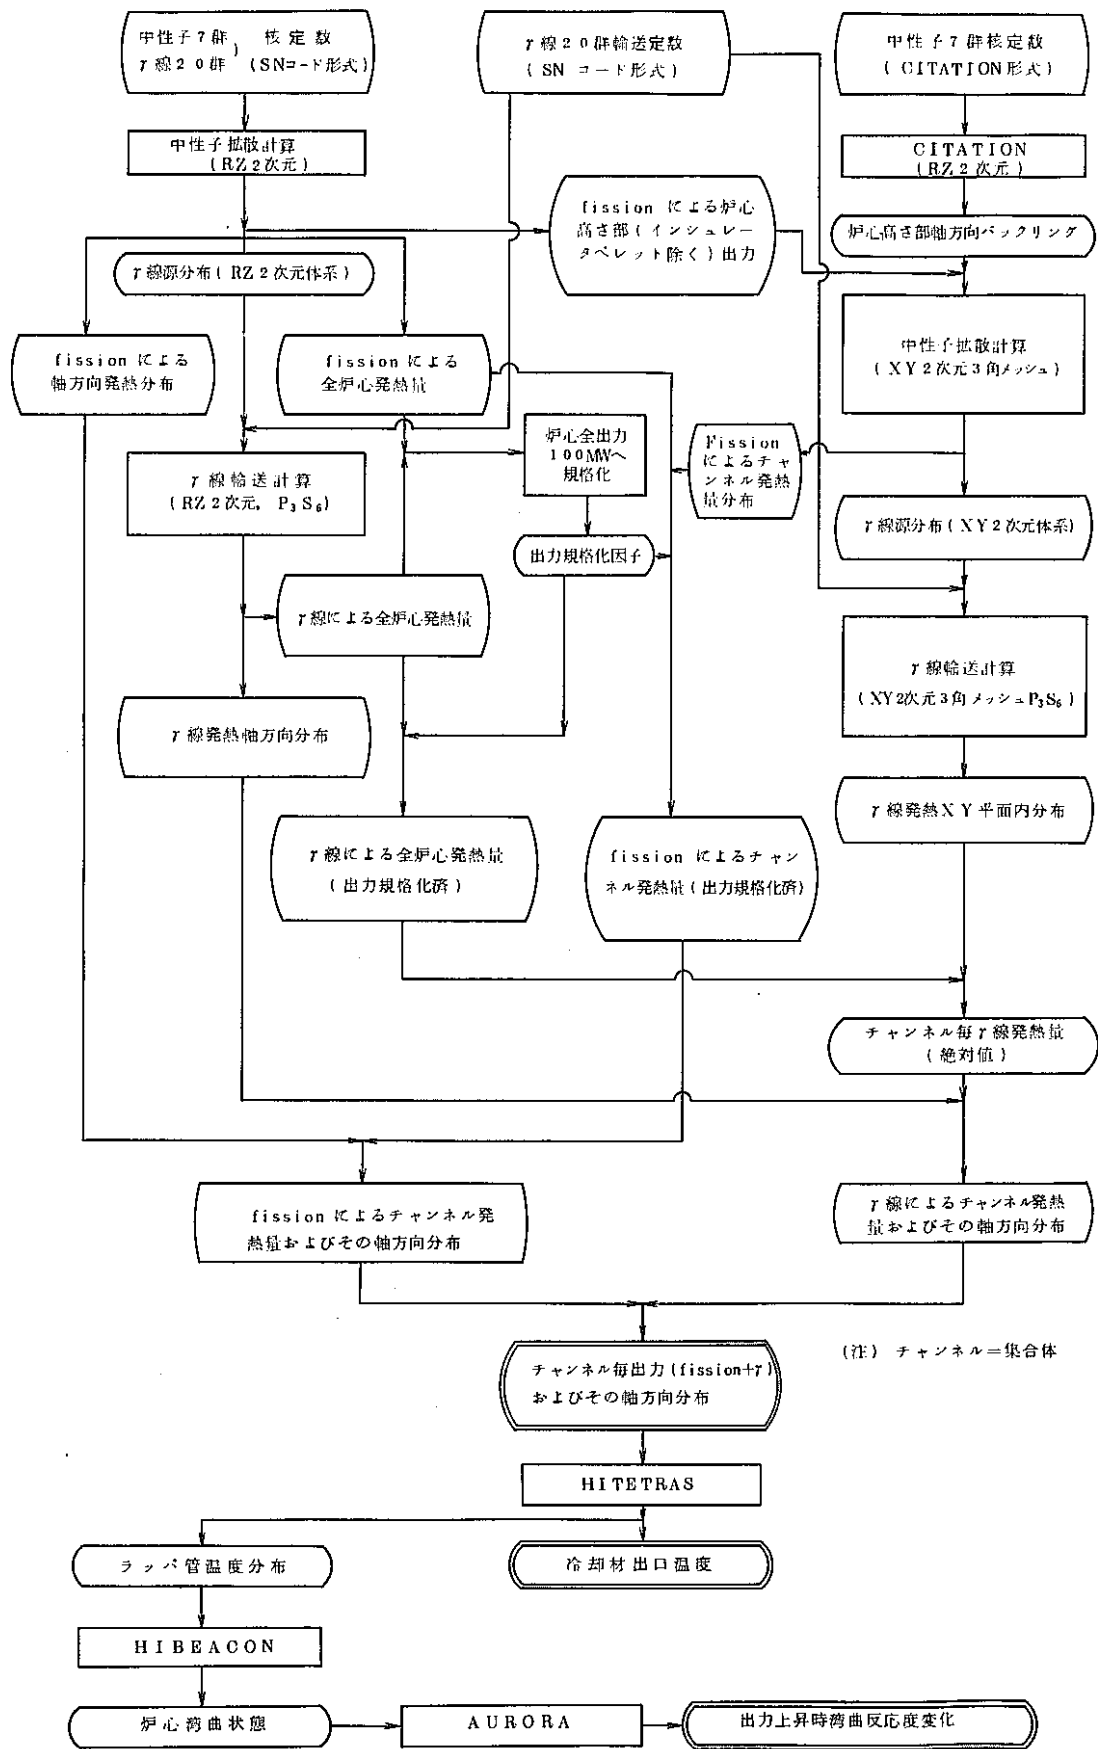 中性子7群
γ線20群) 核定数
(SNコード形式)
γ線20群輸送定数
(SN コード形式)
中性子7群核定数
(CITATION形式)
中性子拡散計算
(RZ2次元)
CITATION
(RZ2次元)
fission による炉心
高さ部(インシュレー
タペレット除く)出力
炉心高さ部軸方向バックリング
γ線源分布(RZ2次元体系)
fission による
軸方向発熱分布
fission による
全炉心発熱量
中性子拡散計算
(XY2次元3角メッシュ)
炉心全出力
100MWへ
規格化
Fission
によるチャ
ンネル発熱
量分布
γ線輸送計算
(RZ2次元, P₃S₆)
γ線源分布(XY2次元体系)
出力規格化因子
γ線による全炉心発熱量
γ線輸送計算
(XY2次元3角メッシュP₃S₆)
γ線発熱軸方向分布
γ線発熱XY平面内分布
γ線による全炉心発熱量
(出力規格化済)
fission によるチャン
ネル発熱量(出力規格化済)
チャンネル毎γ線発熱量
(絶対値)
fission によるチャンネル発
熱量およびその軸方向分布
γ線によるチャンネル発熱
量およびその軸方向分布
(注) チャンネル=集合体
チャンネル毎出力(fission+γ)
およびその軸方向分布
HITETRAS
ラッパ管温度分布
冷却材出口温度
HIBEACON
炉心湾曲状態
AURORA
出力上昇時湾曲反応度変化